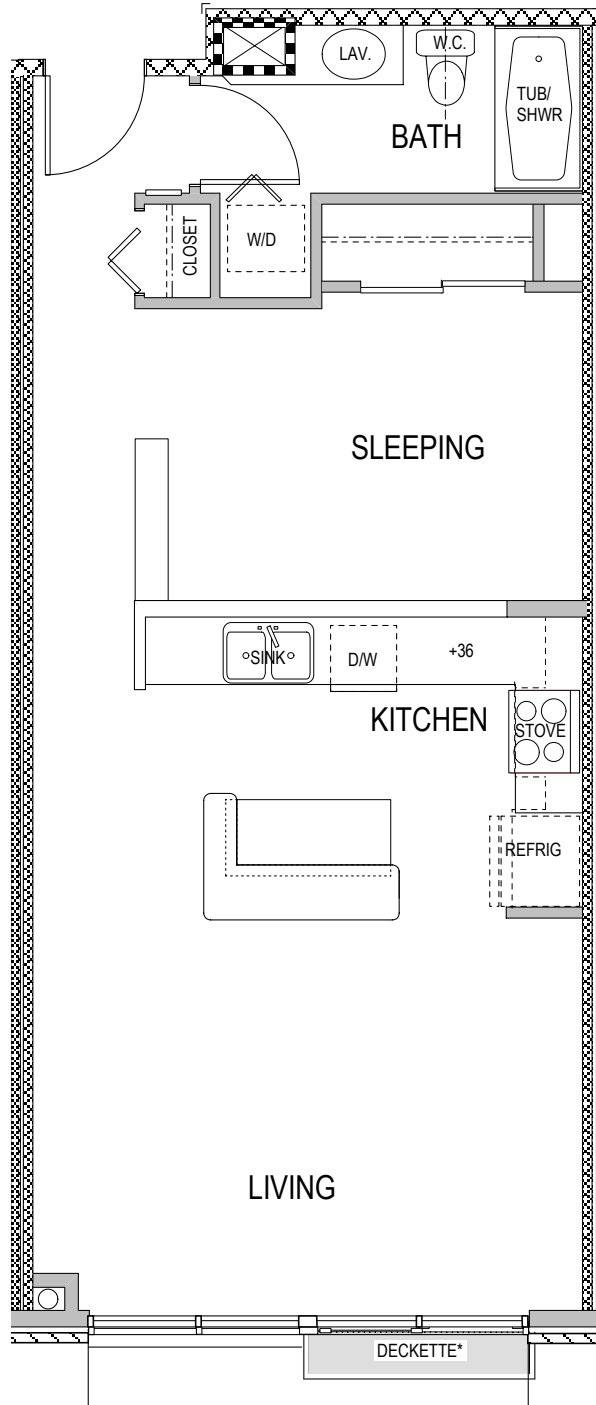 LAV.
W.C.
TUB/
SHWR
BATH
CLOSET
W/D
SLEEPING
SINK
D/W
+36
KITCHEN
STOVE
REFRIG
LIVING
DECKETTE*